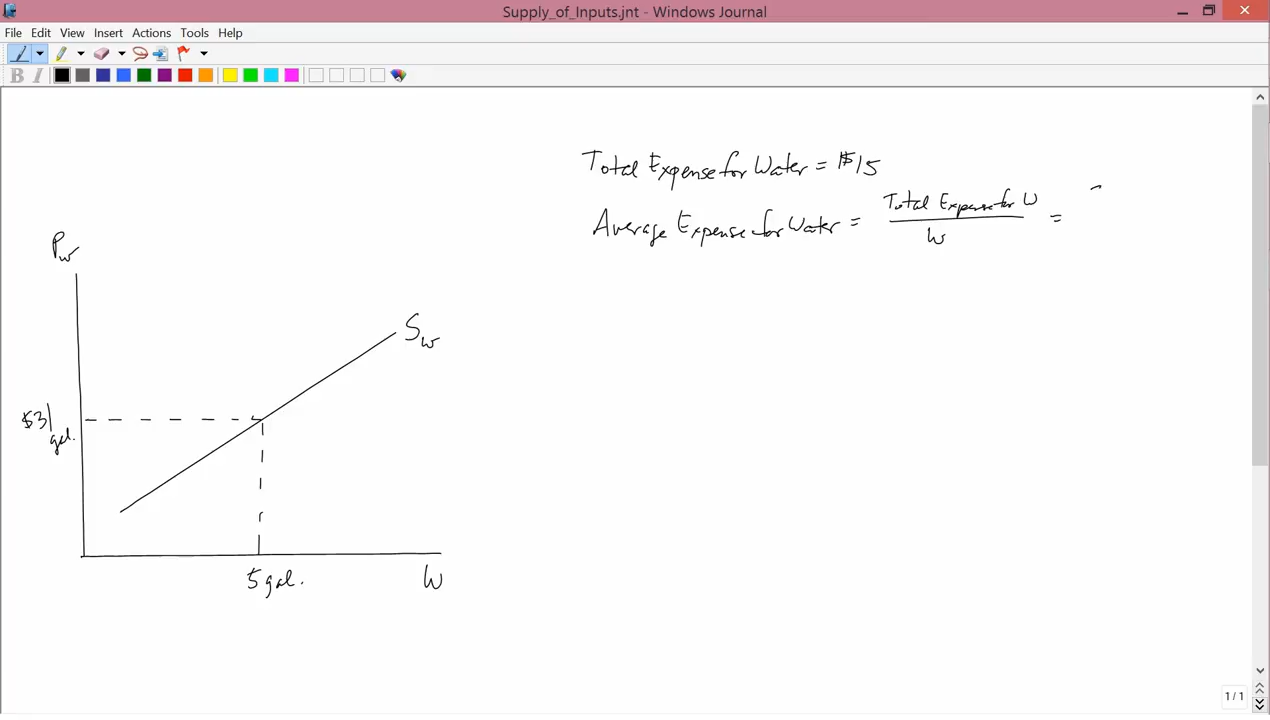 Supply_of_Inputs.jnt - Windows Journal
File Edit View Insert Actions Tools Help
B I
Total Expense for Water = $15
Average Expense for Water = Total Expense for W / W =
Pw
Sw
$3/gal.
5 gal.
W
1 / 1